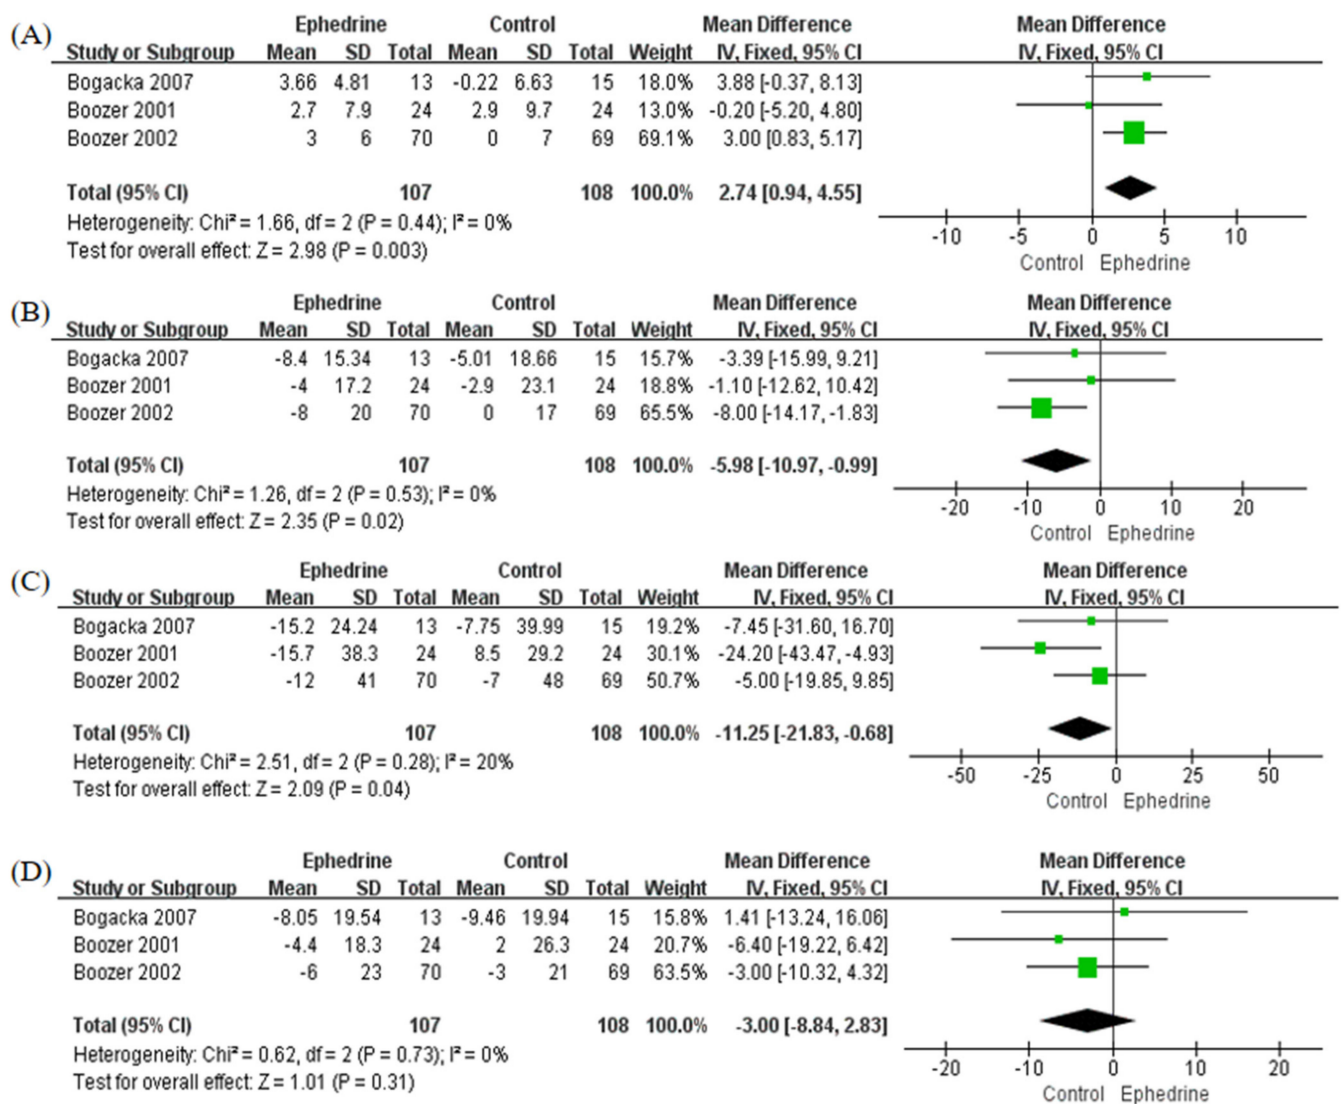 (A)
Ephedrine Control Mean Difference Mean Difference
Study or Subgroup Mean SD Total Mean SD Total Weight IV, Fixed, 95% CI IV, Fixed, 95% CI
Bogacka 2007 3.66 4.81 13 -0.22 6.63 15 18.0% 3.88 [-0.37, 8.13]
Boozer 2001 2.7 7.9 24 2.9 9.7 24 13.0% -0.20 [-5.20, 4.80]
Boozer 2002 3 6 70 0 7 69 69.1% 3.00 [0.83, 5.17]
Total (95% CI) 107 108 100.0% 2.74 [0.94, 4.55]
Heterogeneity: Chi² = 1.66, df = 2 (P = 0.44); I² = 0%
Test for overall effect: Z = 2.98 (P = 0.003)
-10 -5 0 5 10
Control Ephedrine
(B)
Ephedrine Control Mean Difference Mean Difference
Study or Subgroup Mean SD Total Mean SD Total Weight IV, Fixed, 95% CI IV, Fixed, 95% CI
Bogacka 2007 -8.4 15.34 13 -5.01 18.66 15 15.7% -3.39 [-15.99, 9.21]
Boozer 2001 -4 17.2 24 -2.9 23.1 24 18.8% -1.10 [-12.62, 10.42]
Boozer 2002 -8 20 70 0 17 69 65.5% -8.00 [-14.17, -1.83]
Total (95% CI) 107 108 100.0% -5.98 [-10.97, -0.99]
Heterogeneity: Chi² = 1.26, df = 2 (P = 0.53); I² = 0%
Test for overall effect: Z = 2.35 (P = 0.02)
-20 -10 0 10 20
Control Ephedrine
(C)
Ephedrine Control Mean Difference Mean Difference
Study or Subgroup Mean SD Total Mean SD Total Weight IV, Fixed, 95% CI IV, Fixed, 95% CI
Bogacka 2007 -15.2 24.24 13 -7.75 39.99 15 19.2% -7.45 [-31.60, 16.70]
Boozer 2001 -15.7 38.3 24 8.5 29.2 24 30.1% -24.20 [-43.47, -4.93]
Boozer 2002 -12 41 70 -7 48 69 50.7% -5.00 [-19.85, 9.85]
Total (95% CI) 107 108 100.0% -11.25 [-21.83, -0.68]
Heterogeneity: Chi² = 2.51, df = 2 (P = 0.28); I² = 20%
Test for overall effect: Z = 2.09 (P = 0.04)
-50 -25 0 25 50
Control Ephedrine
(D)
Ephedrine Control Mean Difference Mean Difference
Study or Subgroup Mean SD Total Mean SD Total Weight IV, Fixed, 95% CI IV, Fixed, 95% CI
Bogacka 2007 -8.05 19.54 13 -9.46 19.94 15 15.8% 1.41 [-13.24, 16.06]
Boozer 2001 -4.4 18.3 24 2 26.3 24 20.7% -6.40 [-19.22, 6.42]
Boozer 2002 -6 23 70 -3 21 69 63.5% -3.00 [-10.32, 4.32]
Total (95% CI) 107 108 100.0% -3.00 [-8.84, 2.83]
Heterogeneity: Chi² = 0.62, df = 2 (P = 0.73); I² = 0%
Test for overall effect: Z = 1.01 (P = 0.31)
-20 -10 0 10 20
Control Ephedrine